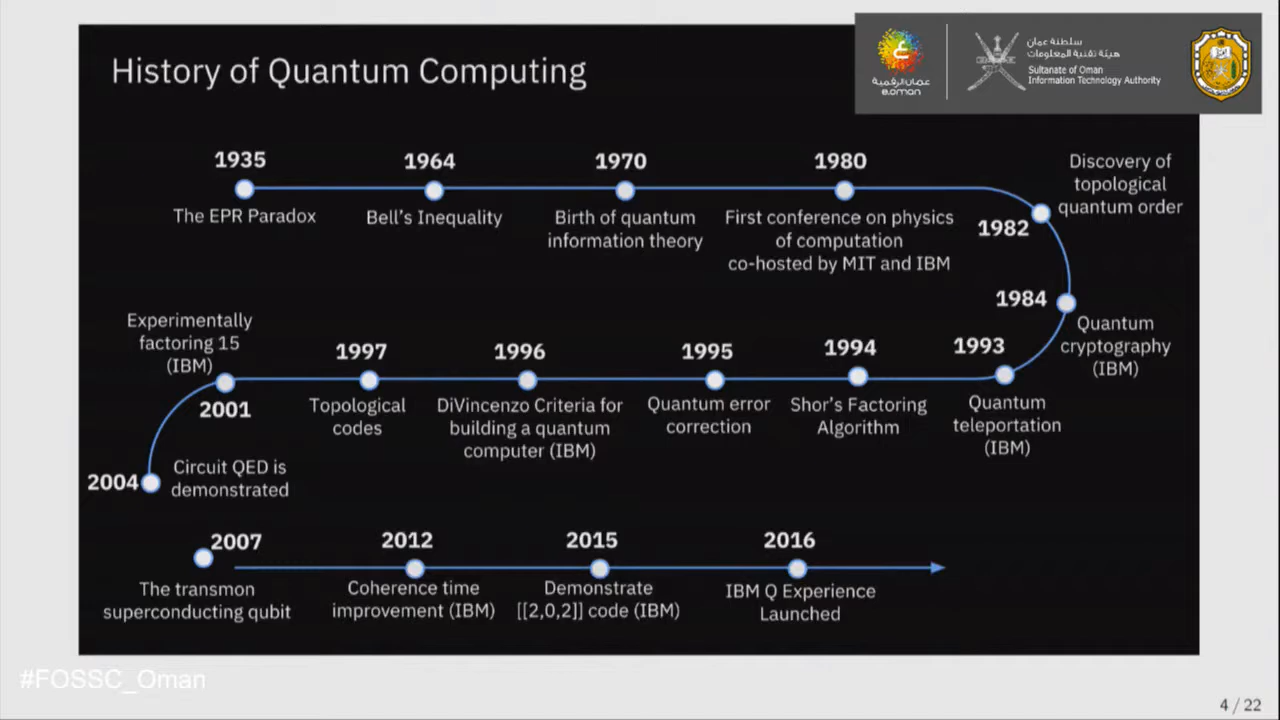 History of Quantum Computing
عمان الرقمية
e.oman
سلطنة عمان
هيئة تقنية المعلومات
Sultanate of Oman
Information Technology Authority
1935
The EPR Paradox
1964
Bell's Inequality
1970
Birth of quantum
information theory
1980
First conference on physics
of computation
co-hosted by MIT and IBM
Discovery of
topological
quantum order
1982
1984
Quantum
cryptography
(IBM)
1993
Quantum
teleportation
(IBM)
1994
Shor's Factoring
Algorithm
1995
Quantum error
correction
1996
DiVincenzo Criteria for
building a quantum
computer (IBM)
1997
Topological
codes
Experimentally
factoring 15
(IBM)
2001
2004
Circuit QED is
demonstrated
2007
The transmon
superconducting qubit
2012
Coherence time
improvement (IBM)
2015
Demonstrate
[[2,0,2]] code (IBM)
2016
IBM Q Experience
Launched
#FOSSC_Oman
4 / 22